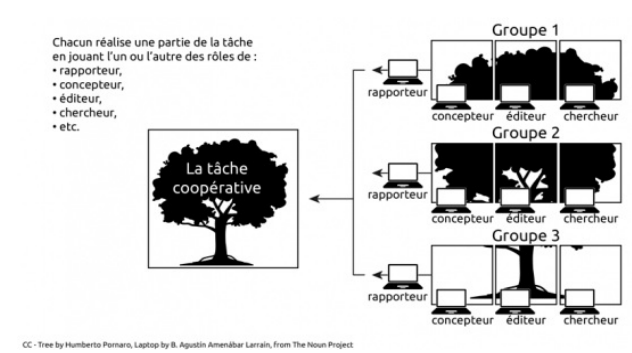 Chacun réalise une partie de la tâche
en jouant l'un ou l'autre des rôles de :
• rapporteur,
• concepteur,
• éditeur,
• chercheur,
• etc.
La tâche
coopérative
Groupe 1
rapporteur
concepteur éditeur chercheur
Groupe 2
rapporteur
concepteur éditeur chercheur
Groupe 3
rapporteur
concepteur éditeur chercheur
CC - Tree by Humberto Pornaro, Laptop by B. Agustín Amenábar Larraín, from The Noun Project